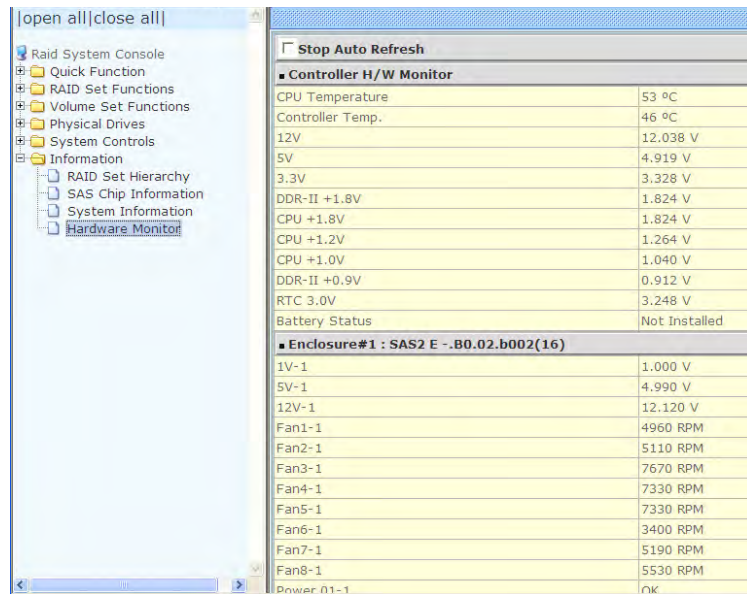 |open all|close all|
Raid System Console
Quick Function
RAID Set Functions
Volume Set Functions
Physical Drives
System Controls
Information
RAID Set Hierarchy
SAS Chip Information
System Information
Hardware Monitor
Stop Auto Refresh
Controller H/W Monitor
CPU Temperature 53 ºC
Controller Temp. 46 ºC
12V 12.038 V
5V 4.919 V
3.3V 3.328 V
DDR-II +1.8V 1.824 V
CPU +1.8V 1.824 V
CPU +1.2V 1.264 V
CPU +1.0V 1.040 V
DDR-II +0.9V 0.912 V
RTC 3.0V 3.248 V
Battery Status Not Installed
Enclosure#1 : SAS2 E -.B0.02.b002(16)
1V-1 1.000 V
5V-1 4.990 V
12V-1 12.120 V
Fan1-1 4960 RPM
Fan2-1 5110 RPM
Fan3-1 7670 RPM
Fan4-1 7330 RPM
Fan5-1 7330 RPM
Fan6-1 3400 RPM
Fan7-1 5190 RPM
Fan8-1 5530 RPM
Power 01-1 OK